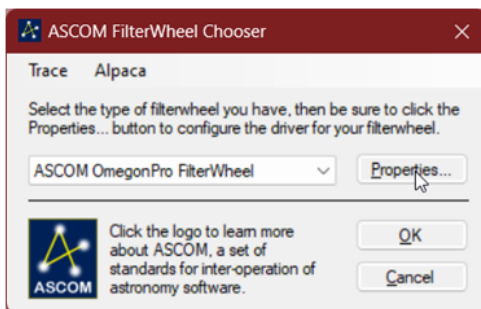 ASCOM FilterWheel Chooser
Trace Alpaca
Select the type of filterwheel you have, then be sure to click the
Properties... button to configure the driver for your filterwheel.
ASCOM OmegonPro FilterWheel
Properties...
Click the logo to learn more
about ASCOM, a set of
standards for inter-operation of
astronomy software.
ASCOM
OK
Cancel